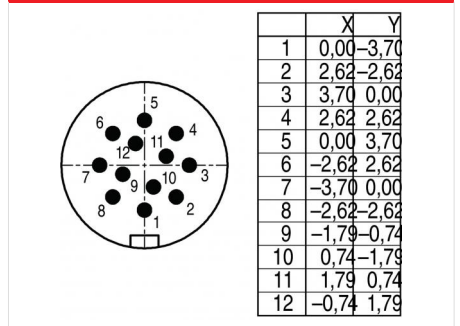 5
6
4
12
11
7
3
9
10
8
2
1
X Y
1 0,00 –3,70
2 2,62 –2,62
3 3,70 0,00
4 2,62 2,62
5 0,00 3,70
6 –2,62 2,62
7 –3,70 0,00
8 –2,62 –2,62
9 –1,79 –0,74
10 0,74 –1,79
11 1,79 0,74
12 –0,74 1,79